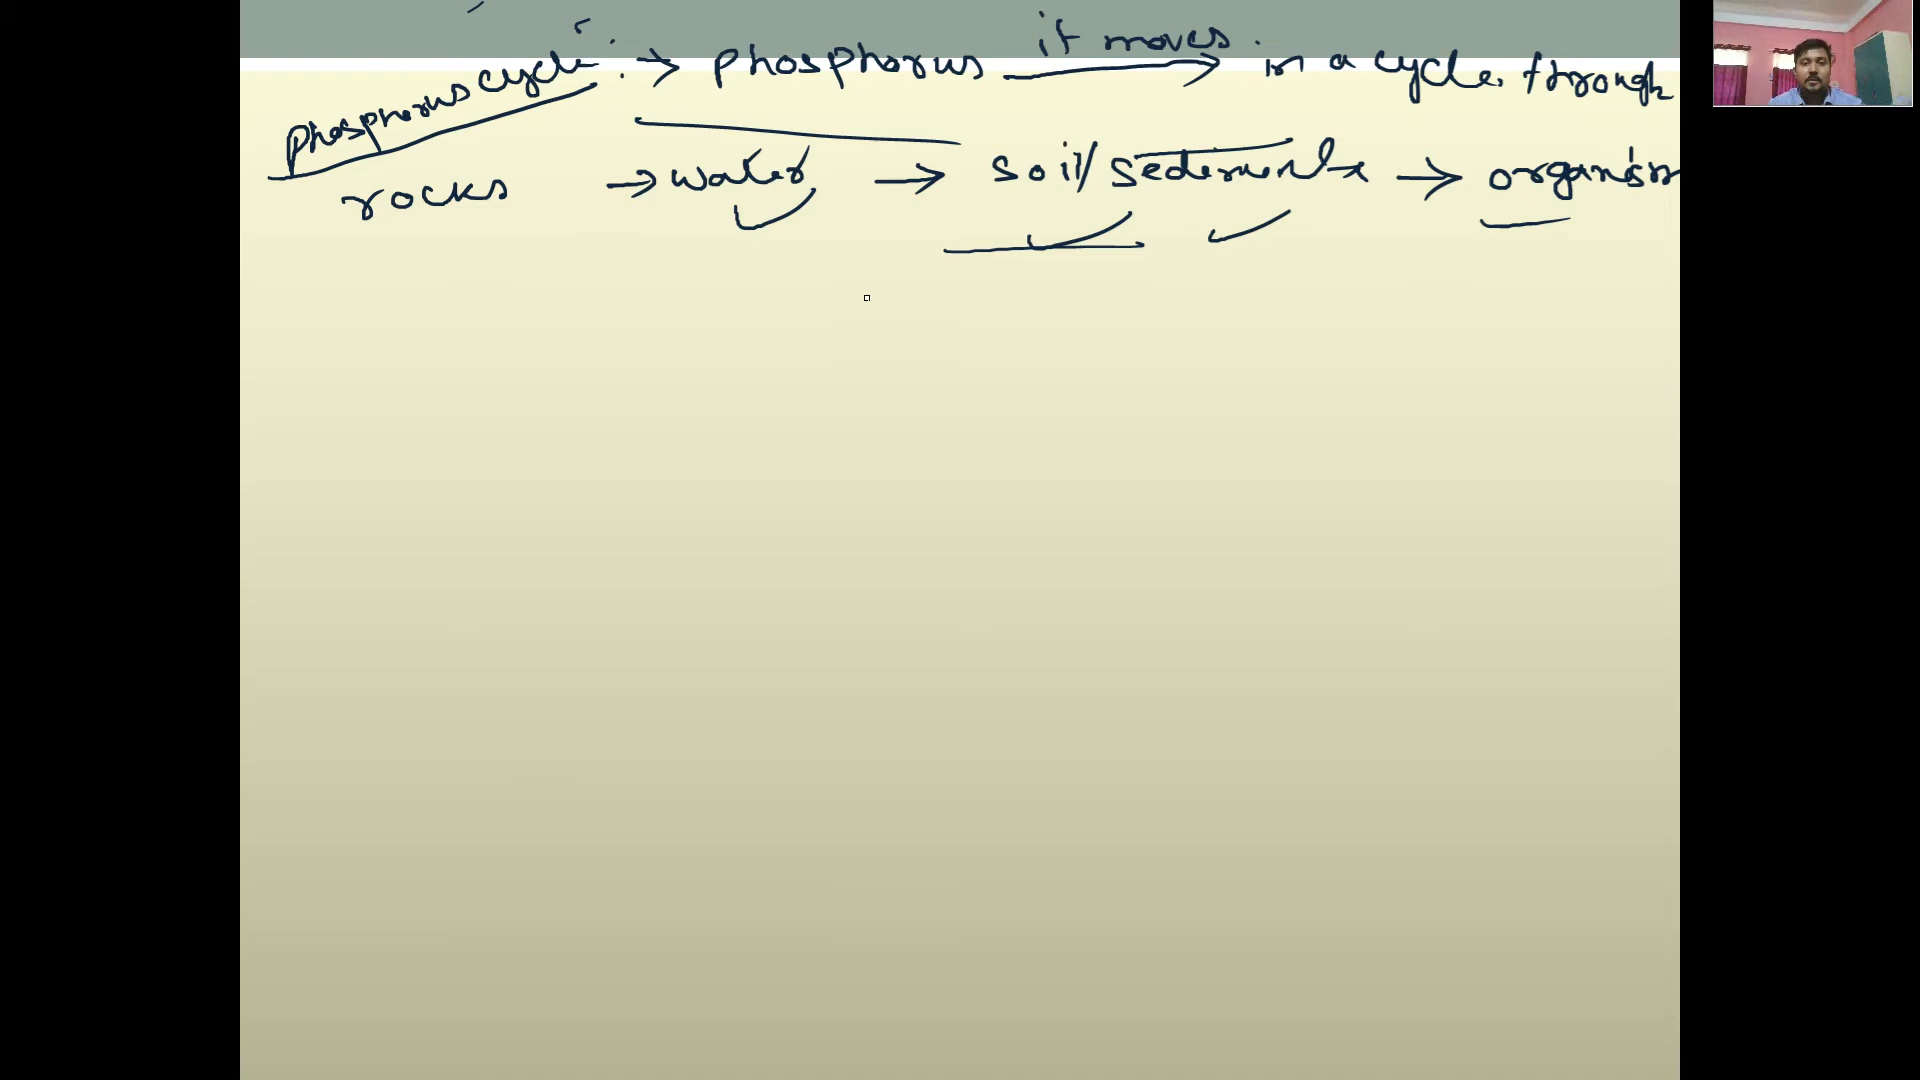 Phosphorus cycle : → Phosphorus it moves → in a cycle through
rocks → water → soil/sediments → organism